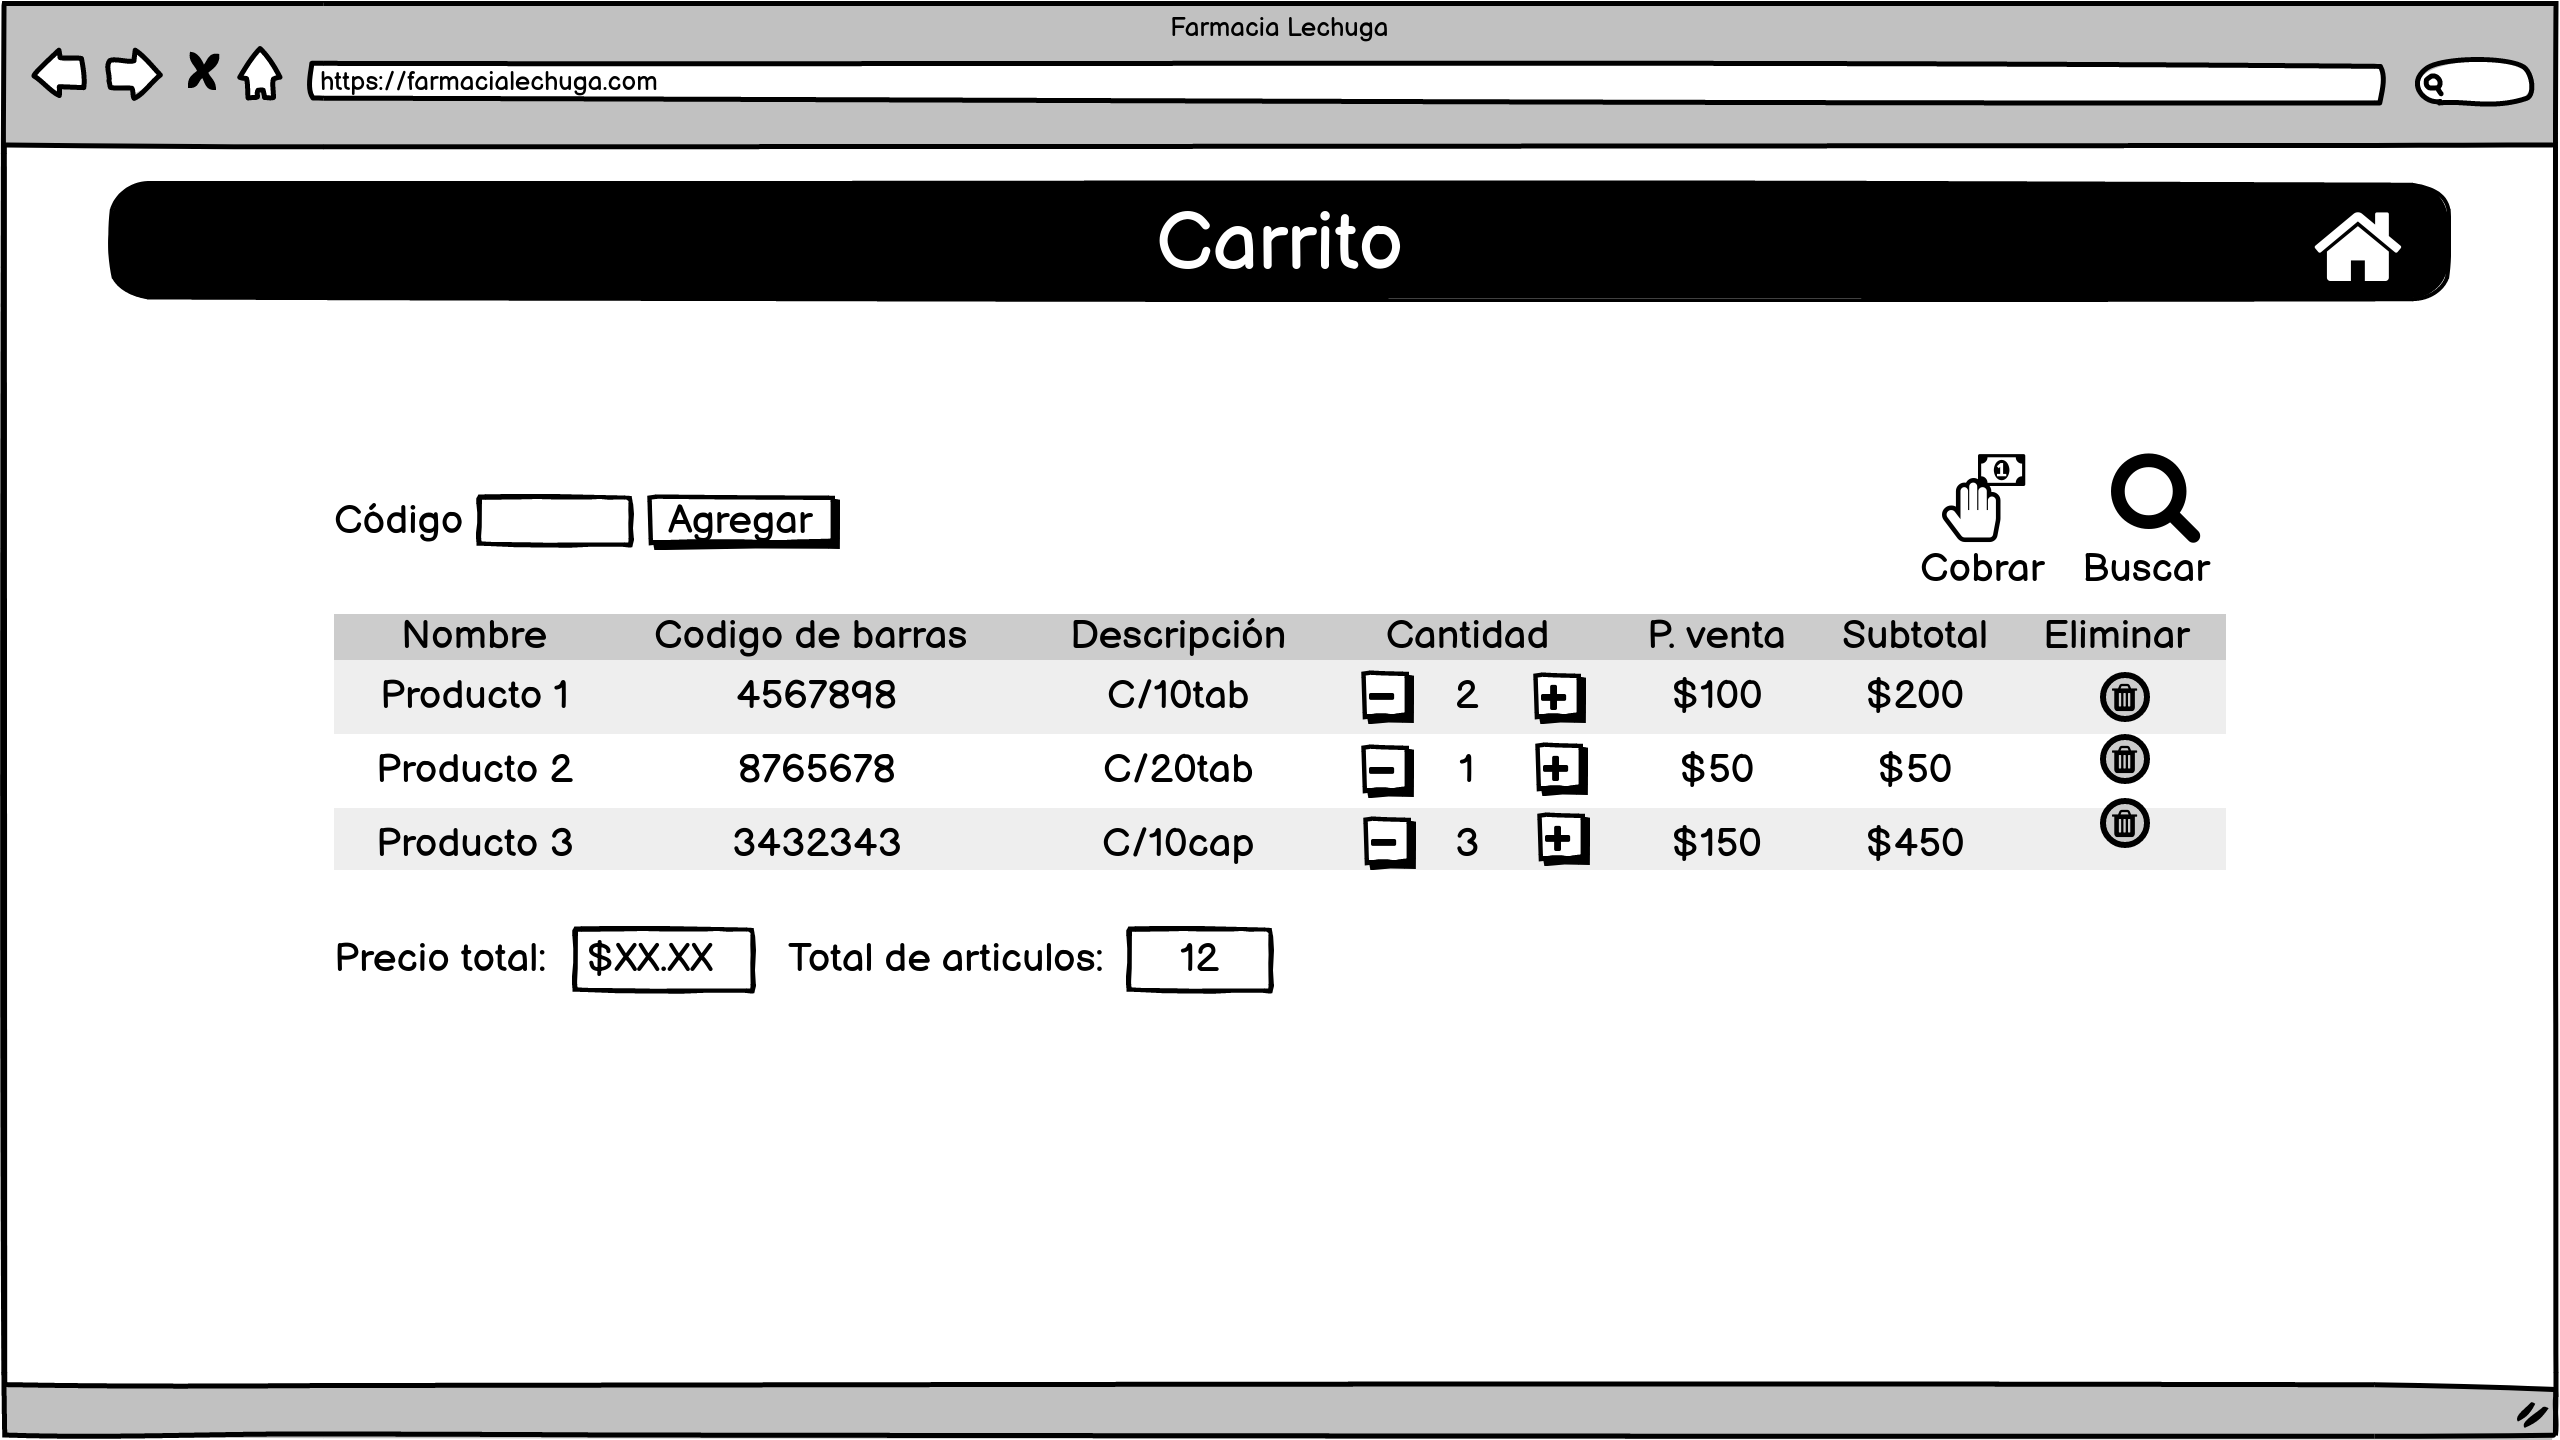 Farmacia Lechuga
https://farmacialechuga.com
Carrito
Código Agregar
1
Cobrar Buscar
Nombre Codigo de barras Descripción Cantidad P. venta Subtotal Eliminar
Producto 1 4567898 C/10tab - 2 + $100 $200
Producto 2 8765678 C/20tab - 1 + $50 $50
Producto 3 3432343 C/10cap - 3 + $150 $450
Precio total: $XX.XX Total de articulos: 12